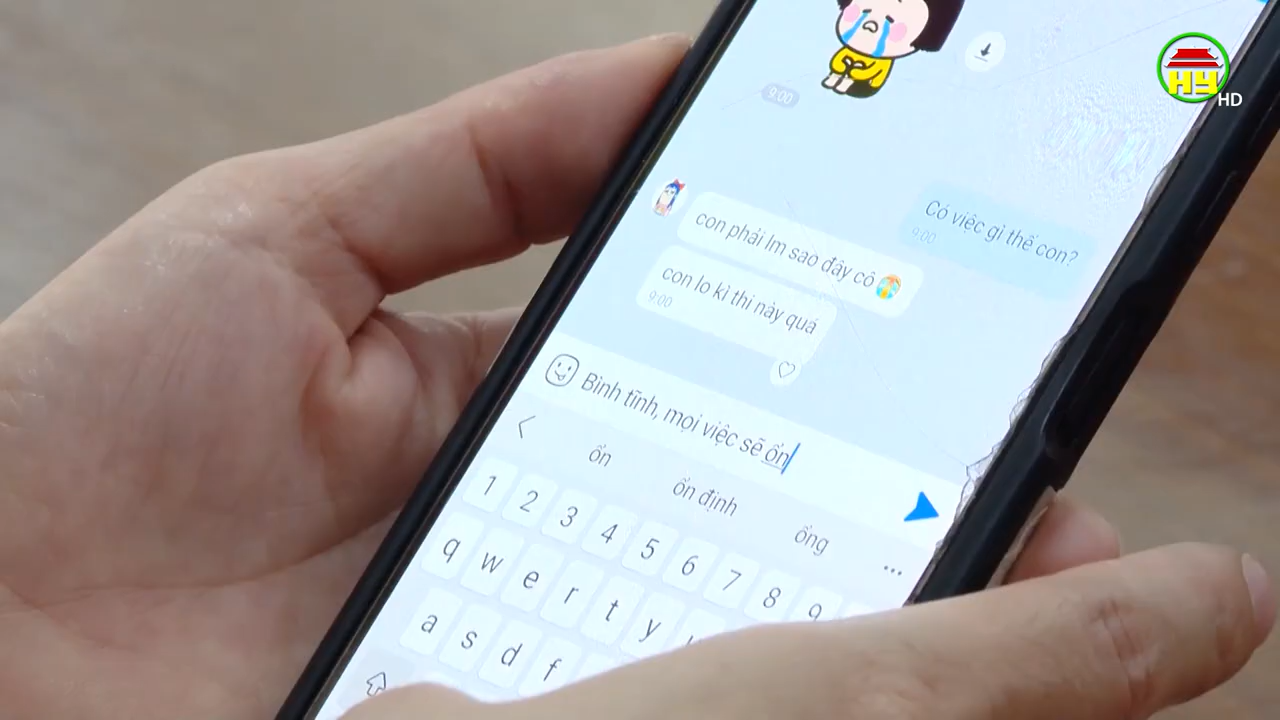 HY
HD
9:00
Có việc gì thế con?
9:00
con phải lm sao đây cô
con lo kì thi này quá
9:00
Bình tĩnh, mọi việc sẽ ổn
ổn
ổn định
ổng
1 2 3 4 5 6 7 8 9
q w e r t y
a s d f